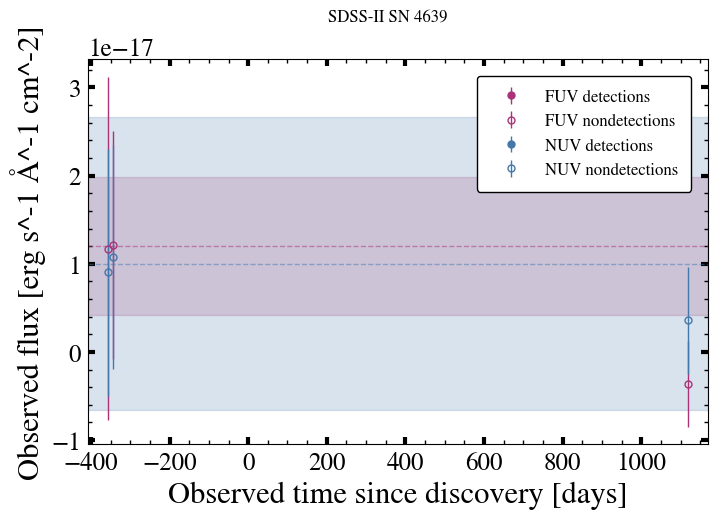 SDSS-II SN 4639
1e−17
Observed flux [erg s^-1 Å^-1 cm^-2]
3
2
1
0
−1
FUV detections
FUV nondetections
NUV detections
NUV nondetections
−400 −200 0 200 400 600 800 1000
Observed time since discovery [days]